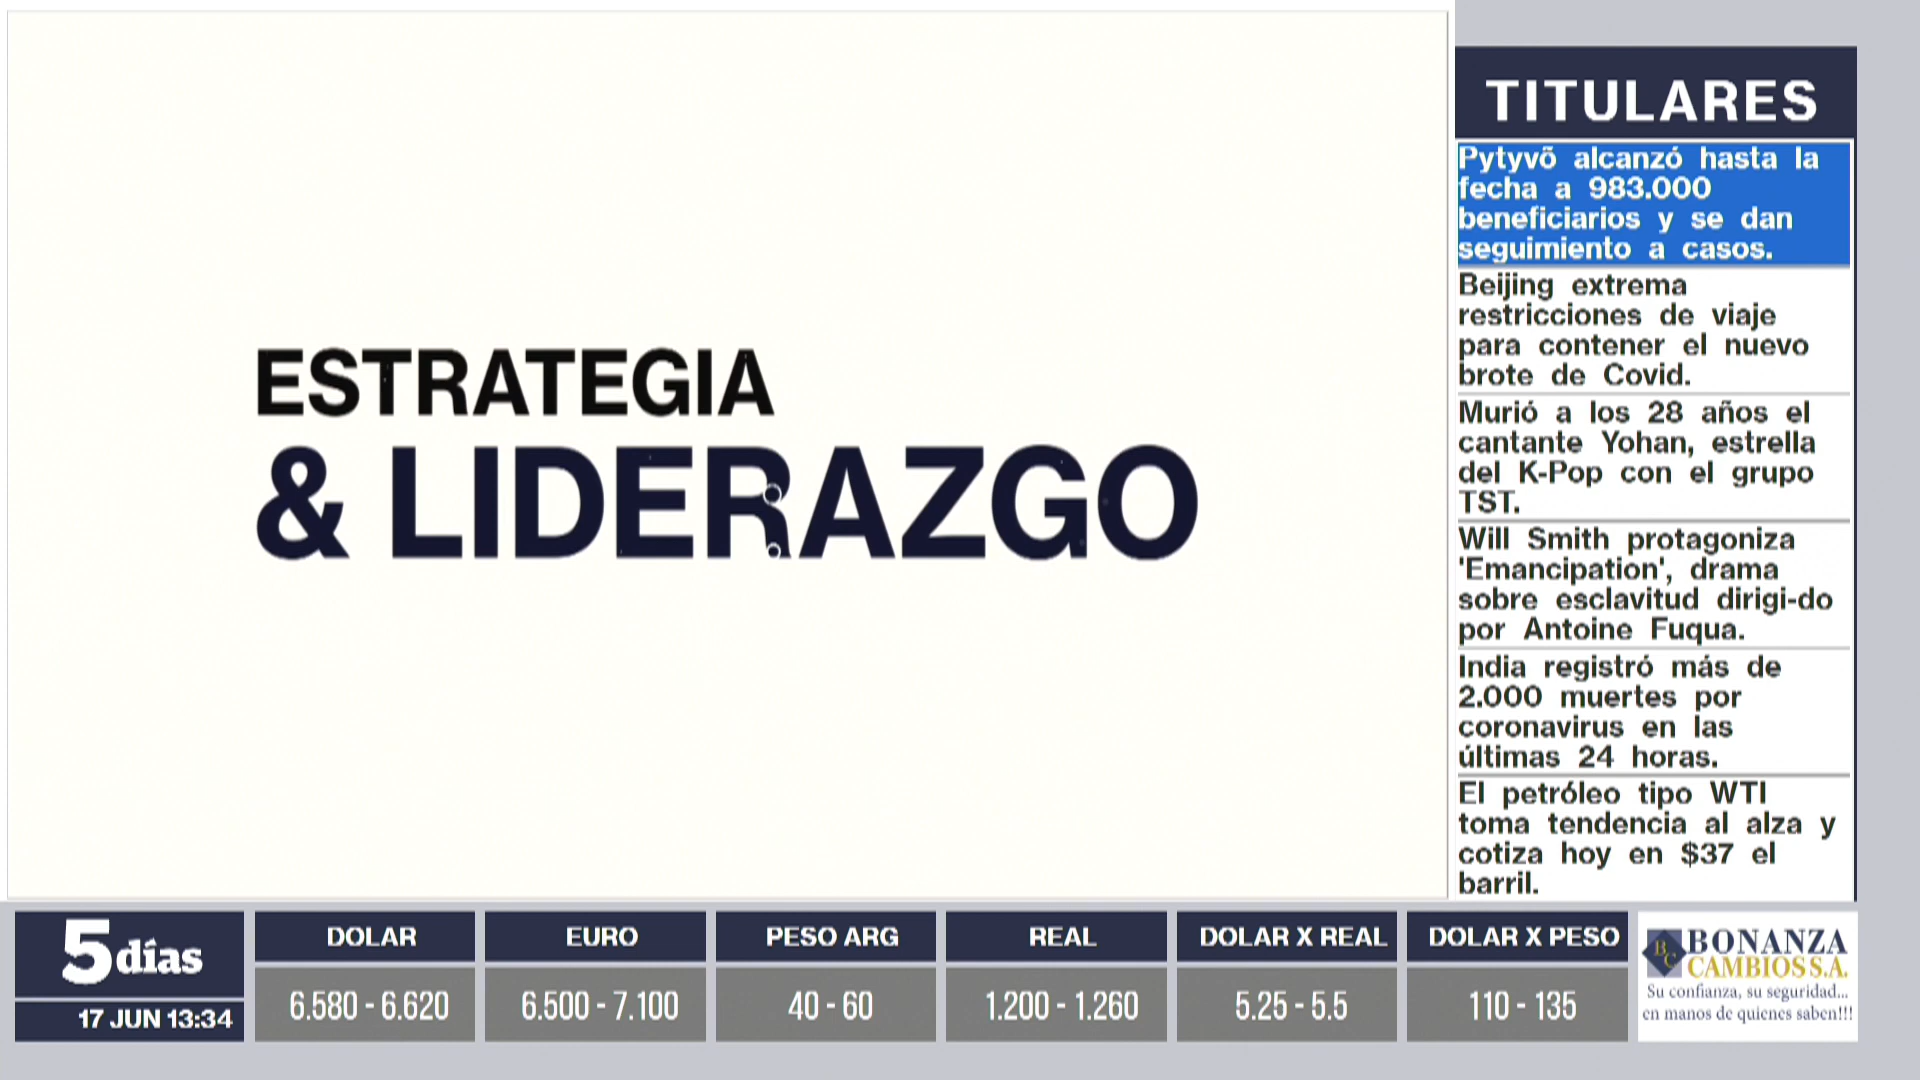 ESTRATEGIA
& LIDERAZGO
TITULARES
Pytyvõ alcanzó hasta la
fecha a 983.000
beneficiarios y se dan
seguimiento a casos.
Beijing extrema
restricciones de viaje
para contener el nuevo
brote de Covid.
Murió a los 28 años el
cantante Yohan, estrella
del K-Pop con el grupo
TST.
Will Smith protagoniza
'Emancipation', drama
sobre esclavitud dirigi-do
por Antoine Fuqua.
India registró más de
2.000 muertes por
coronavirus en las
últimas 24 horas.
El petróleo tipo WTI
toma tendencia al alza y
cotiza hoy en $37 el
barril.
5días
17 JUN 13:34
DOLAR
6.580 - 6.620
EURO
6.500 - 7.100
PESO ARG
40 - 60
REAL
1.200 - 1.260
DOLAR X REAL
5.25 - 5.5
DOLAR X PESO
110 - 135
BC
BONANZA
CAMBIOS S.A.
Su confianza, su seguridad...
en manos de quienes saben!!!